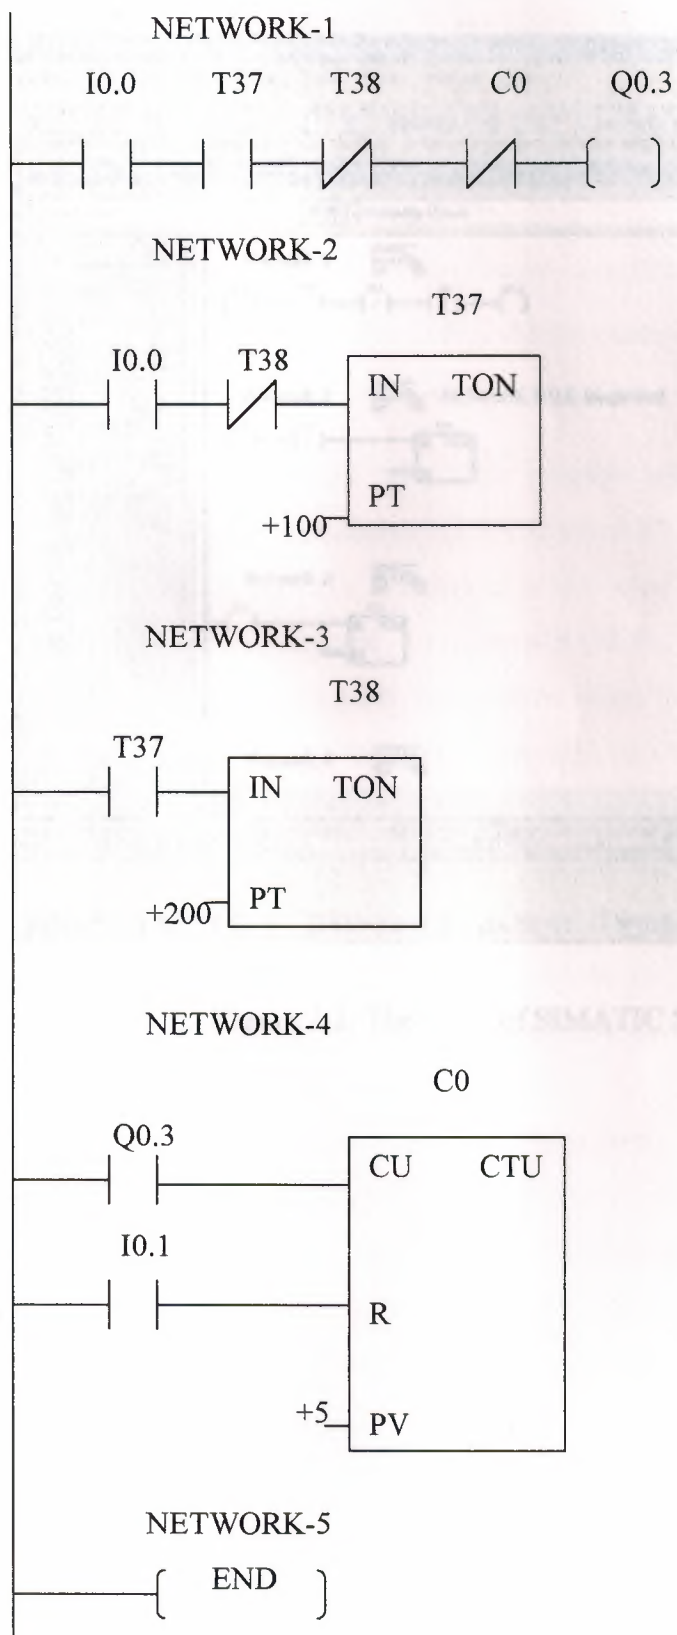 NETWORK-1
I0.0 T37 T38 C0 Q0.3
NETWORK-2
T37
I0.0 T38
IN TON
PT
+100
NETWORK-3
T38
T37
IN TON
PT
+200
NETWORK-4
C0
Q0.3
CU CTU
I0.1
R
+5 PV
NETWORK-5
END
SIMATIC